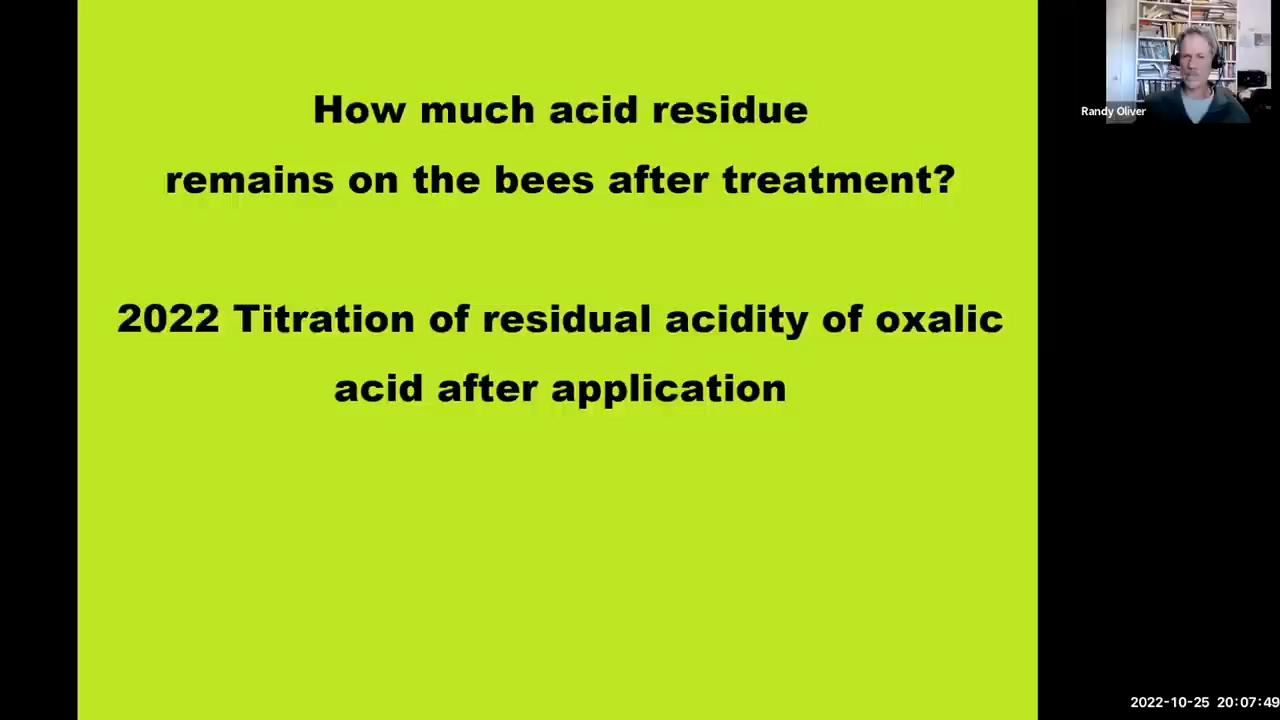 How much acid residue
remains on the bees after treatment?
2022 Titration of residual acidity of oxalic
acid after application
Randy Oliver
2022-10-25 20:07:49